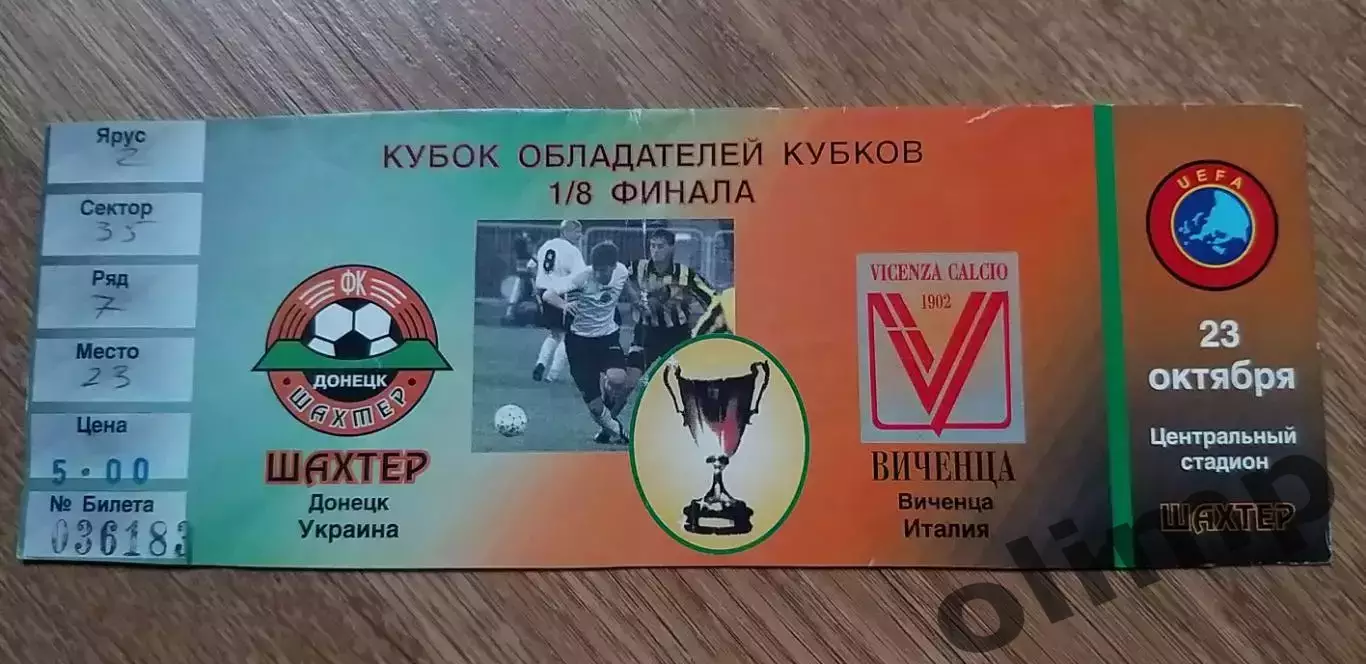 Ярус
2
Сектор
35
Ряд
7
Место
23
Цена
5.00
№ Билета
036183
КУБОК ОБЛАДАТЕЛЕЙ КУБКОВ
1/8 ФИНАЛА
ФК
ДОНЕЦК
ШАХТЕР
ШАХТЕР
Донецк
Украина
8
VICENZA CALCIO
1902
ВИЧЕНЦА
Виченца
Италия
UEFA
23
октября
Центральный
стадион
ШАХТЕР
olimp